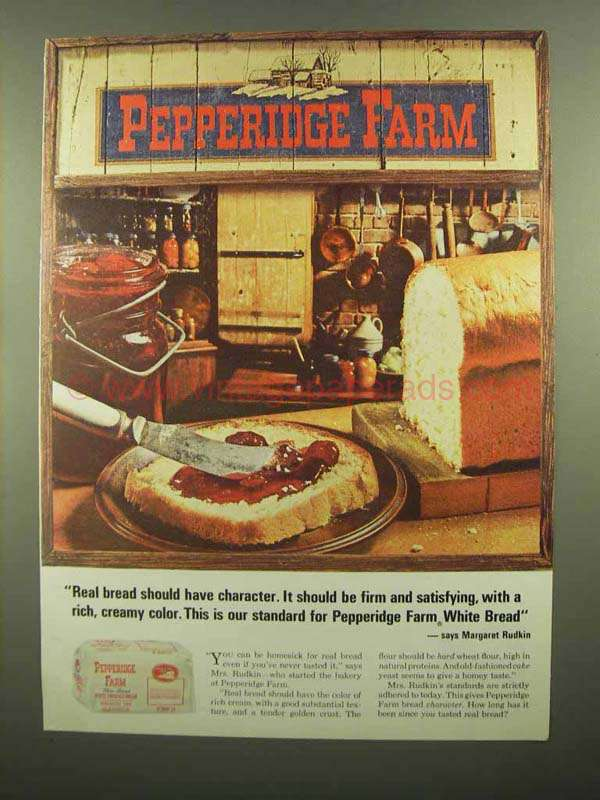 PEPPERIDGE FARM
"Real bread should have character. It should be firm and satisfying, with a
rich, creamy color. This is our standard for Pepperidge Farm® White Bread"
— says Margaret Rudkin
PEPPERIDGE
FARM
White Bread
"YOU can be homesick for real bread
even if you've never tasted it," says
Mrs. Rudkin who started the bakery
at Pepperidge Farm.
"Real bread should have the color of
rich cream, with a good substantial tex-
ture, and a tender golden crust. The
flour should be hard wheat flour, high in
natural proteins. And old-fashioned cake
yeast seems to give a homey taste."
Mrs. Rudkin's standards are strictly
adhered to today. This gives Pepperidge
Farm bread character. How long has it
been since you tasted real bread?